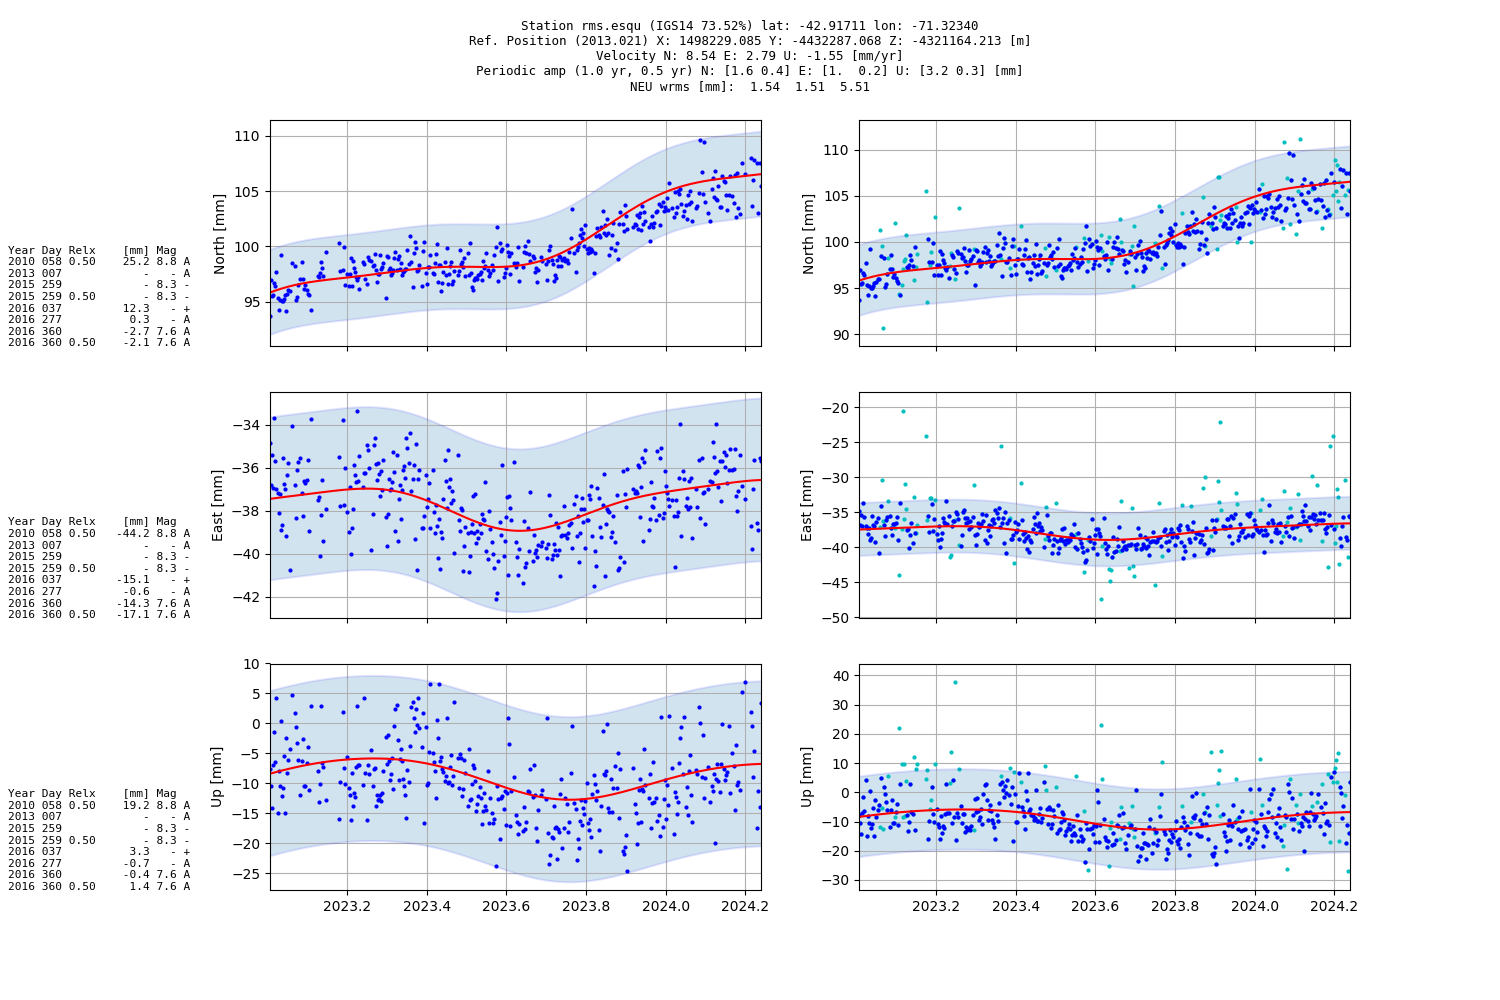 Station rms.esqu (IGS14 73.52%) lat: -42.91711 lon: -71.32340
Ref. Position (2013.021) X: 1498229.085 Y: -4432287.068 Z: -4321164.213 [m]
Velocity N: 8.54 E: 2.79 U: -1.55 [mm/yr]
Periodic amp (1.0 yr, 0.5 yr) N: [1.6 0.4] E: [1.  0.2] U: [3.2 0.3] [mm]
NEU wrms [mm]:  1.54  1.51  5.51
Year Day Relx    [mm] Mag
2010 058 0.50    25.2 8.8 A
2013 007            -   - A
2015 259            - 8.3 -
2015 259 0.50       - 8.3 -
2016 037         12.3   - +
2016 277          0.3   - A
2016 360         -2.7 7.6 A
2016 360 0.50    -2.1 7.6 A
North [mm]
110
105
100
95
North [mm]
110
105
100
95
90
Year Day Relx    [mm] Mag
2010 058 0.50   -44.2 8.8 A
2013 007            -   - A
2015 259            - 8.3 -
2015 259 0.50       - 8.3 -
2016 037        -15.1   - +
2016 277         -0.6   - A
2016 360        -14.3 7.6 A
2016 360 0.50   -17.1 7.6 A
East [mm]
−34
−36
−38
−40
−42
East [mm]
−20
−25
−30
−35
−40
−45
−50
Year Day Relx    [mm] Mag
2010 058 0.50    19.2 8.8 A
2013 007            -   - A
2015 259            - 8.3 -
2015 259 0.50       - 8.3 -
2016 037          3.3   - +
2016 277         -0.7   - A
2016 360         -0.4 7.6 A
2016 360 0.50     1.4 7.6 A
Up [mm]
10
5
0
−5
−10
−15
−20
−25
2023.2 2023.4 2023.6 2023.8 2024.0 2024.2
Up [mm]
40
30
20
10
0
−10
−20
−30
2023.2 2023.4 2023.6 2023.8 2024.0 2024.2